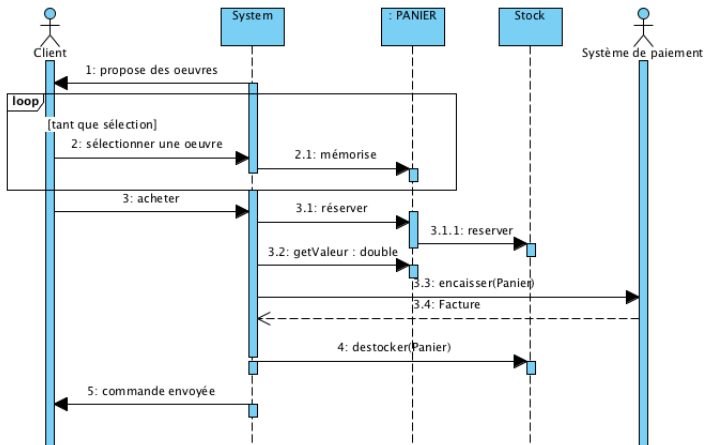 System
: PANIER
Stock
Client
Système de paiement
1: propose des oeuvres
loop
[tant que sélection]
2: sélectionner une oeuvre
2.1: mémorise
3: acheter
3.1: réserver
3.1.1: reserver
3.2: getValeur : double
3.3: encaisser(Panier)
3.4: Facture
4: destocker(Panier)
5: commande envoyée